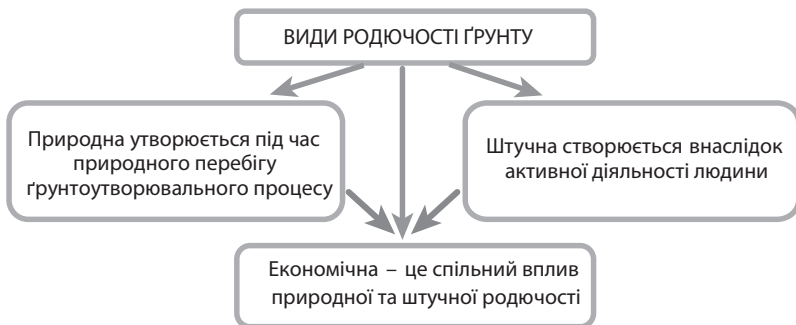 ВИДИ РОДЮЧОСТІ ҐРУНТУ
Природна утворюється під час
природного перебігу
ґрунтоутворювального процесу
Штучна створюється внаслідок
активної діяльності людини
Економічна – це спільний вплив
природної та штучної родючості